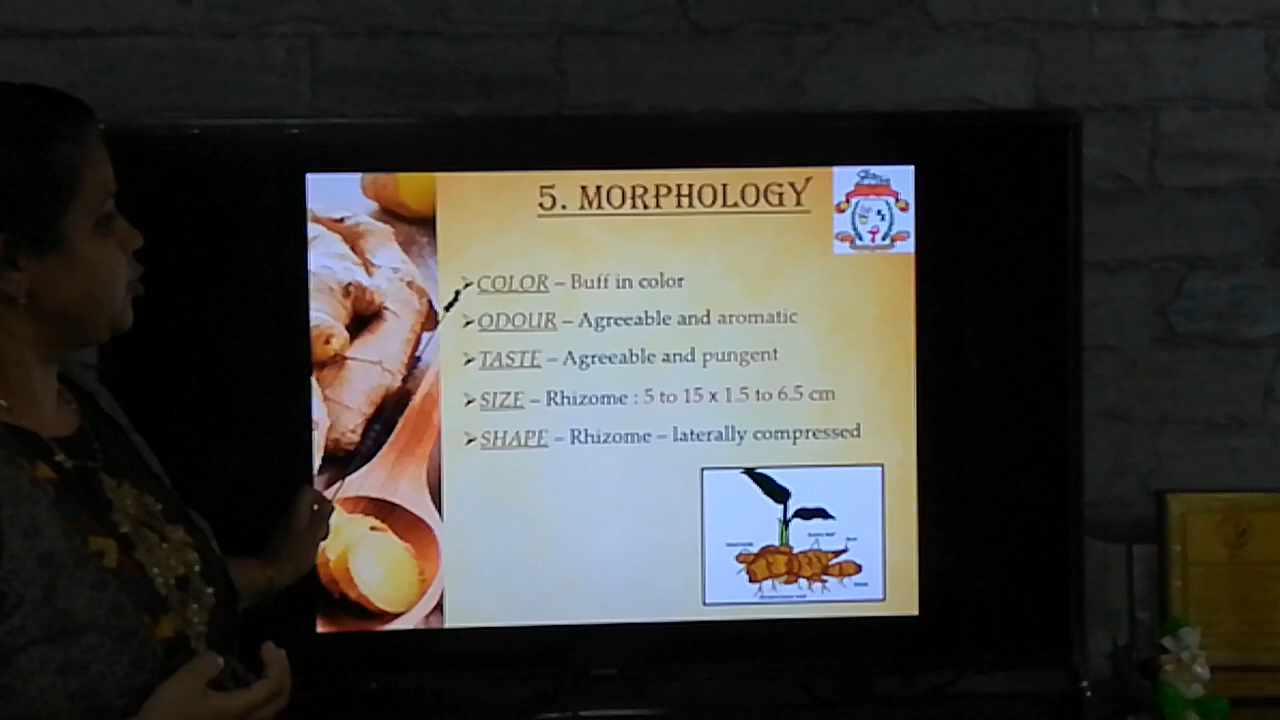 5. MORPHOLOGY
➢COLOR – Buff in color
➢ODOUR – Agreeable and aromatic
➢TASTE – Agreeable and pungent
➢SIZE – Rhizome : 5 to 15 x 1.5 to 6.5 cm
➢SHAPE – Rhizome – laterally compressed